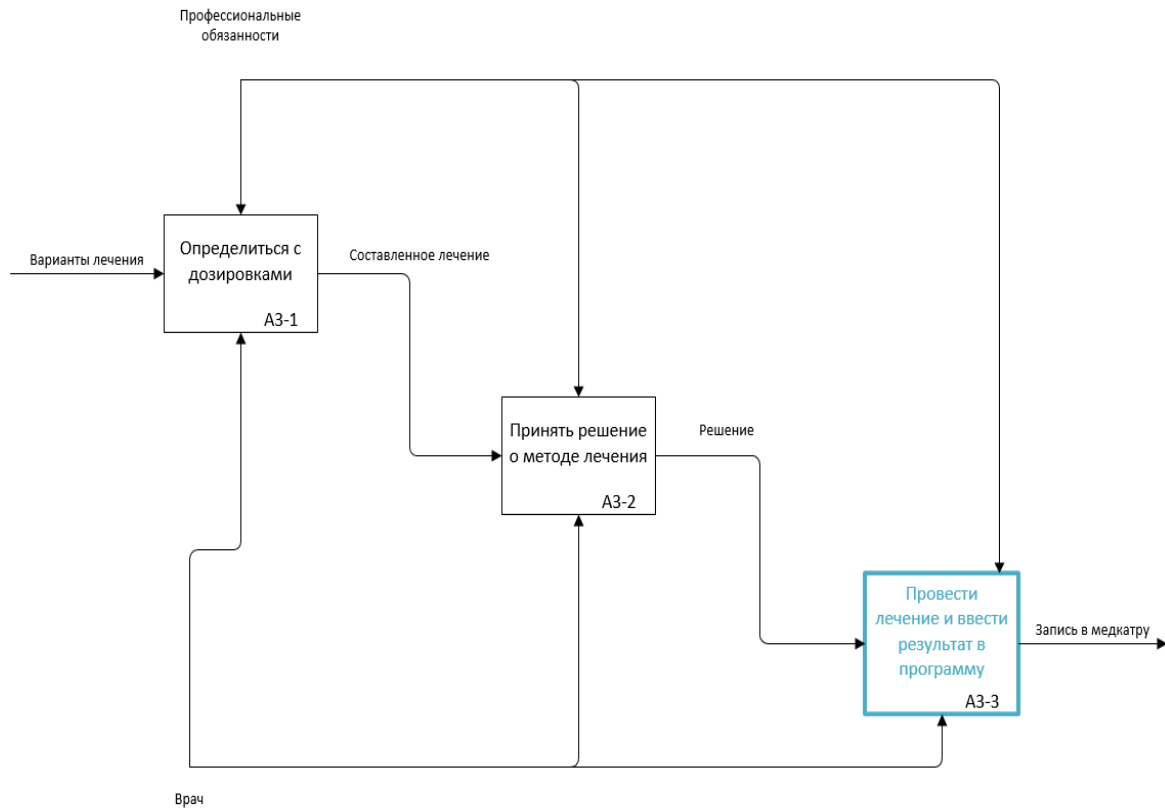 Профессиональные
обязанности
Варианты лечения
Определиться с
дозировками
А3-1
Составленное лечение
Принять решение
о методе лечения
А3-2
Решение
Провести
лечение и ввести
результат в
программу
А3-3
Запись в медкатру
Врач